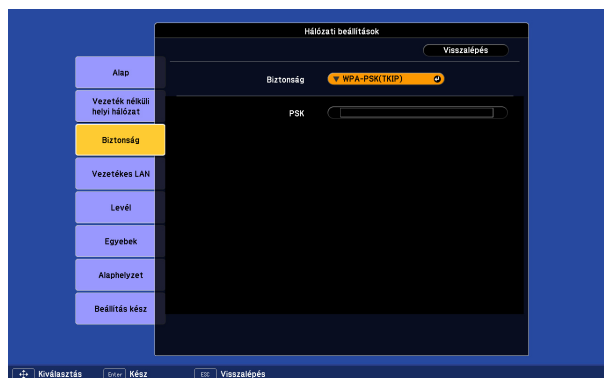 Hálózati beállítások
Visszalépés
Alap
Vezeték nélküli
helyi hálózat
Biztonság
Vezetékes LAN
Levél
Egyebek
Alaphelyzet
Beállítás kész
Biztonság
WPA-PSK(TKIP)
PSK
Kiválasztás
Enter Kész
ESC Visszalépés